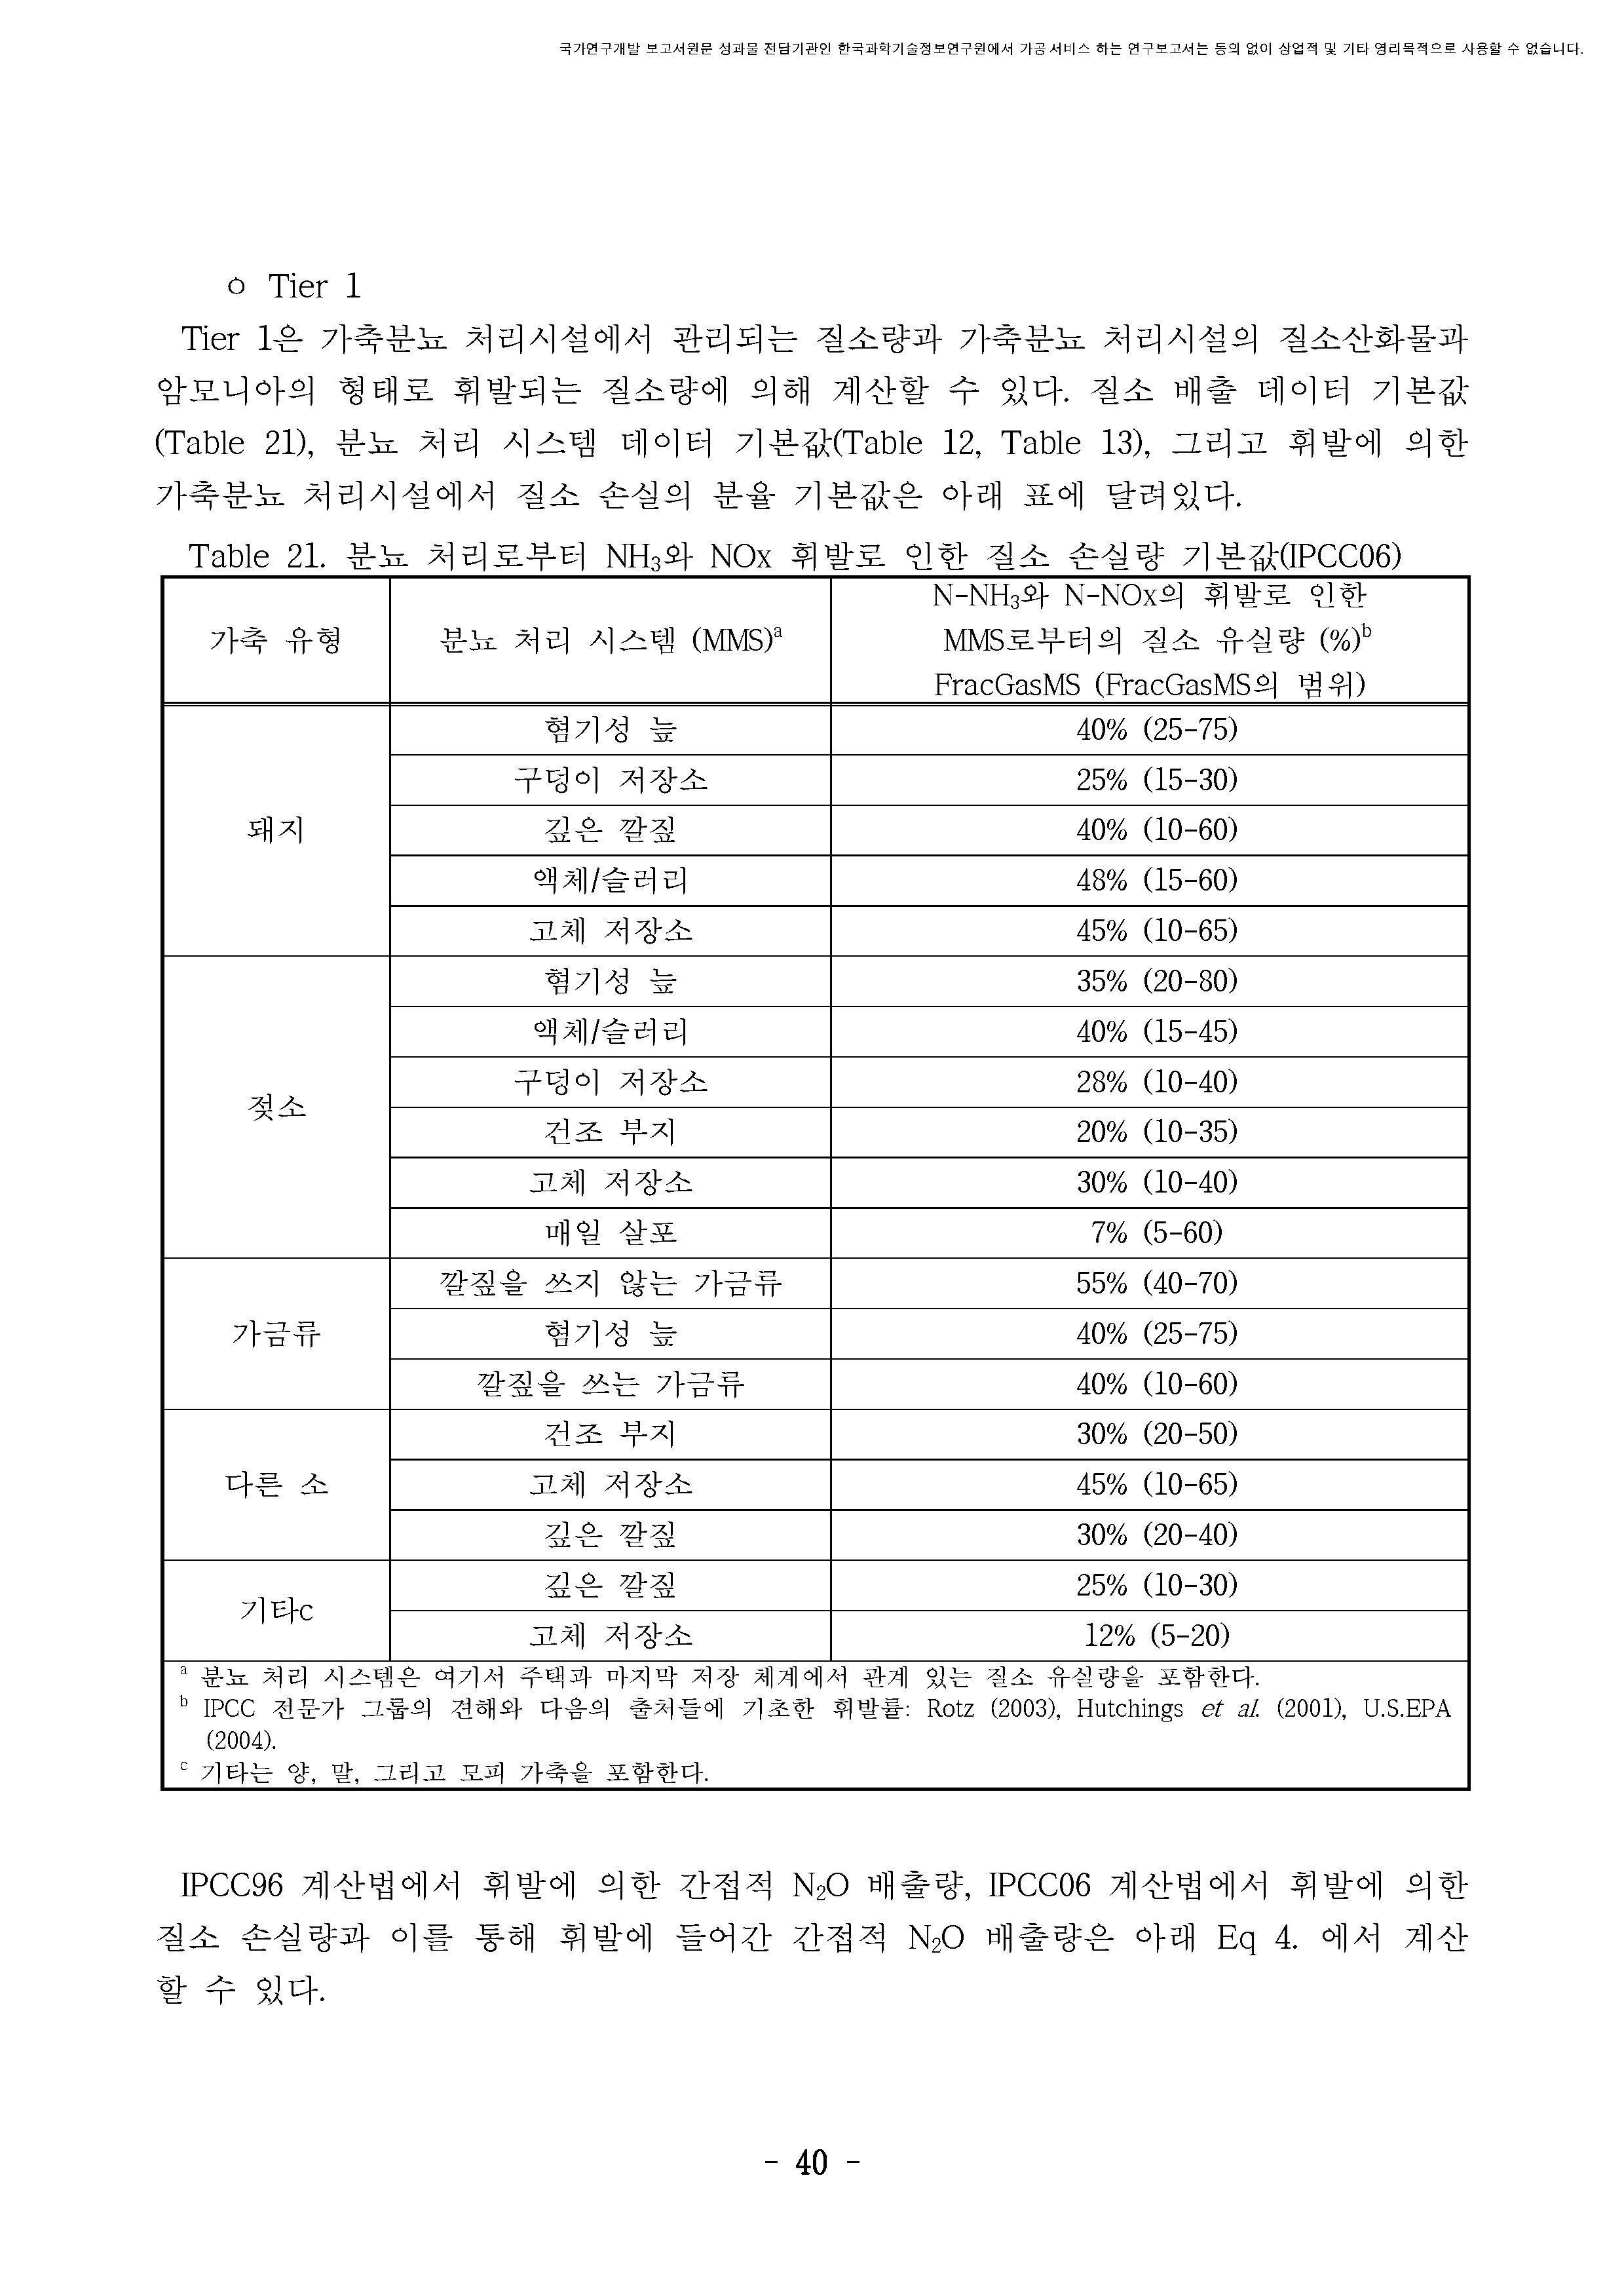 국가연구개발 보고서원문 성과물 전담기관인 한국과학기술정보연구원에서 가공·서비스 하는 연구보고서는 동의 없이 상업적 및 기타 영리목적으로 사용할 수 없습니다.
○ Tier 1
Tier 1은 가축분뇨 처리시설에서 관리되는 질소량과 가축분뇨 처리시설의 질소산화물과
암모니아의 형태로 휘발되는 질소량에 의해 계산할 수 있다. 질소 배출 데이터 기본값
(Table 21), 분뇨 처리 시스템 데이터 기본값(Table 12, Table 13), 그리고 휘발에 의한
가축분뇨 처리시설에서 질소 손실의 분율 기본값은 아래 표에 달려있다.
Table 21. 분뇨 처리로부터 NH₃와 NOx 휘발로 인한 질소 손실량 기본값(IPCC06)
가축 유형 분뇨 처리 시스템 (MMS)ᵃ N-NH₃와 N-NOx의 휘발로 인한
MMS로부터의 질소 유실량 (%)ᵇ
FracGasMS (FracGasMS의 범위)
돼지 혐기성 늪 40% (25-75)
구덩이 저장소 25% (15-30)
깊은 깔짚 40% (10-60)
액체/슬러리 48% (15-60)
고체 저장소 45% (10-65)
젖소 혐기성 늪 35% (20-80)
액체/슬러리 40% (15-45)
구덩이 저장소 28% (10-40)
건조 부지 20% (10-35)
고체 저장소 30% (10-40)
매일 살포 7% (5-60)
가금류 깔짚을 쓰지 않는 가금류 55% (40-70)
혐기성 늪 40% (25-75)
깔짚을 쓰는 가금류 40% (10-60)
다른 소 건조 부지 30% (20-50)
고체 저장소 45% (10-65)
깊은 깔짚 30% (20-40)
기타c 깊은 깔짚 25% (10-30)
고체 저장소 12% (5-20)
ᵃ 분뇨 처리 시스템은 여기서 주택과 마지막 저장 체계에서 관계 있는 질소 유실량을 포함한다.
ᵇ IPCC 전문가 그룹의 견해와 다음의 출처들에 기초한 휘발률: Rotz (2003), Hutchings et al. (2001), U.S.EPA
(2004).
ᶜ 기타는 양, 말, 그리고 모피 가축을 포함한다.
IPCC96 계산법에서 휘발에 의한 간접적 N₂O 배출량, IPCC06 계산법에서 휘발에 의한
질소 손실량과 이를 통해 휘발에 들어간 간접적 N₂O 배출량은 아래 Eq 4. 에서 계산
할 수 있다.
- 40 -